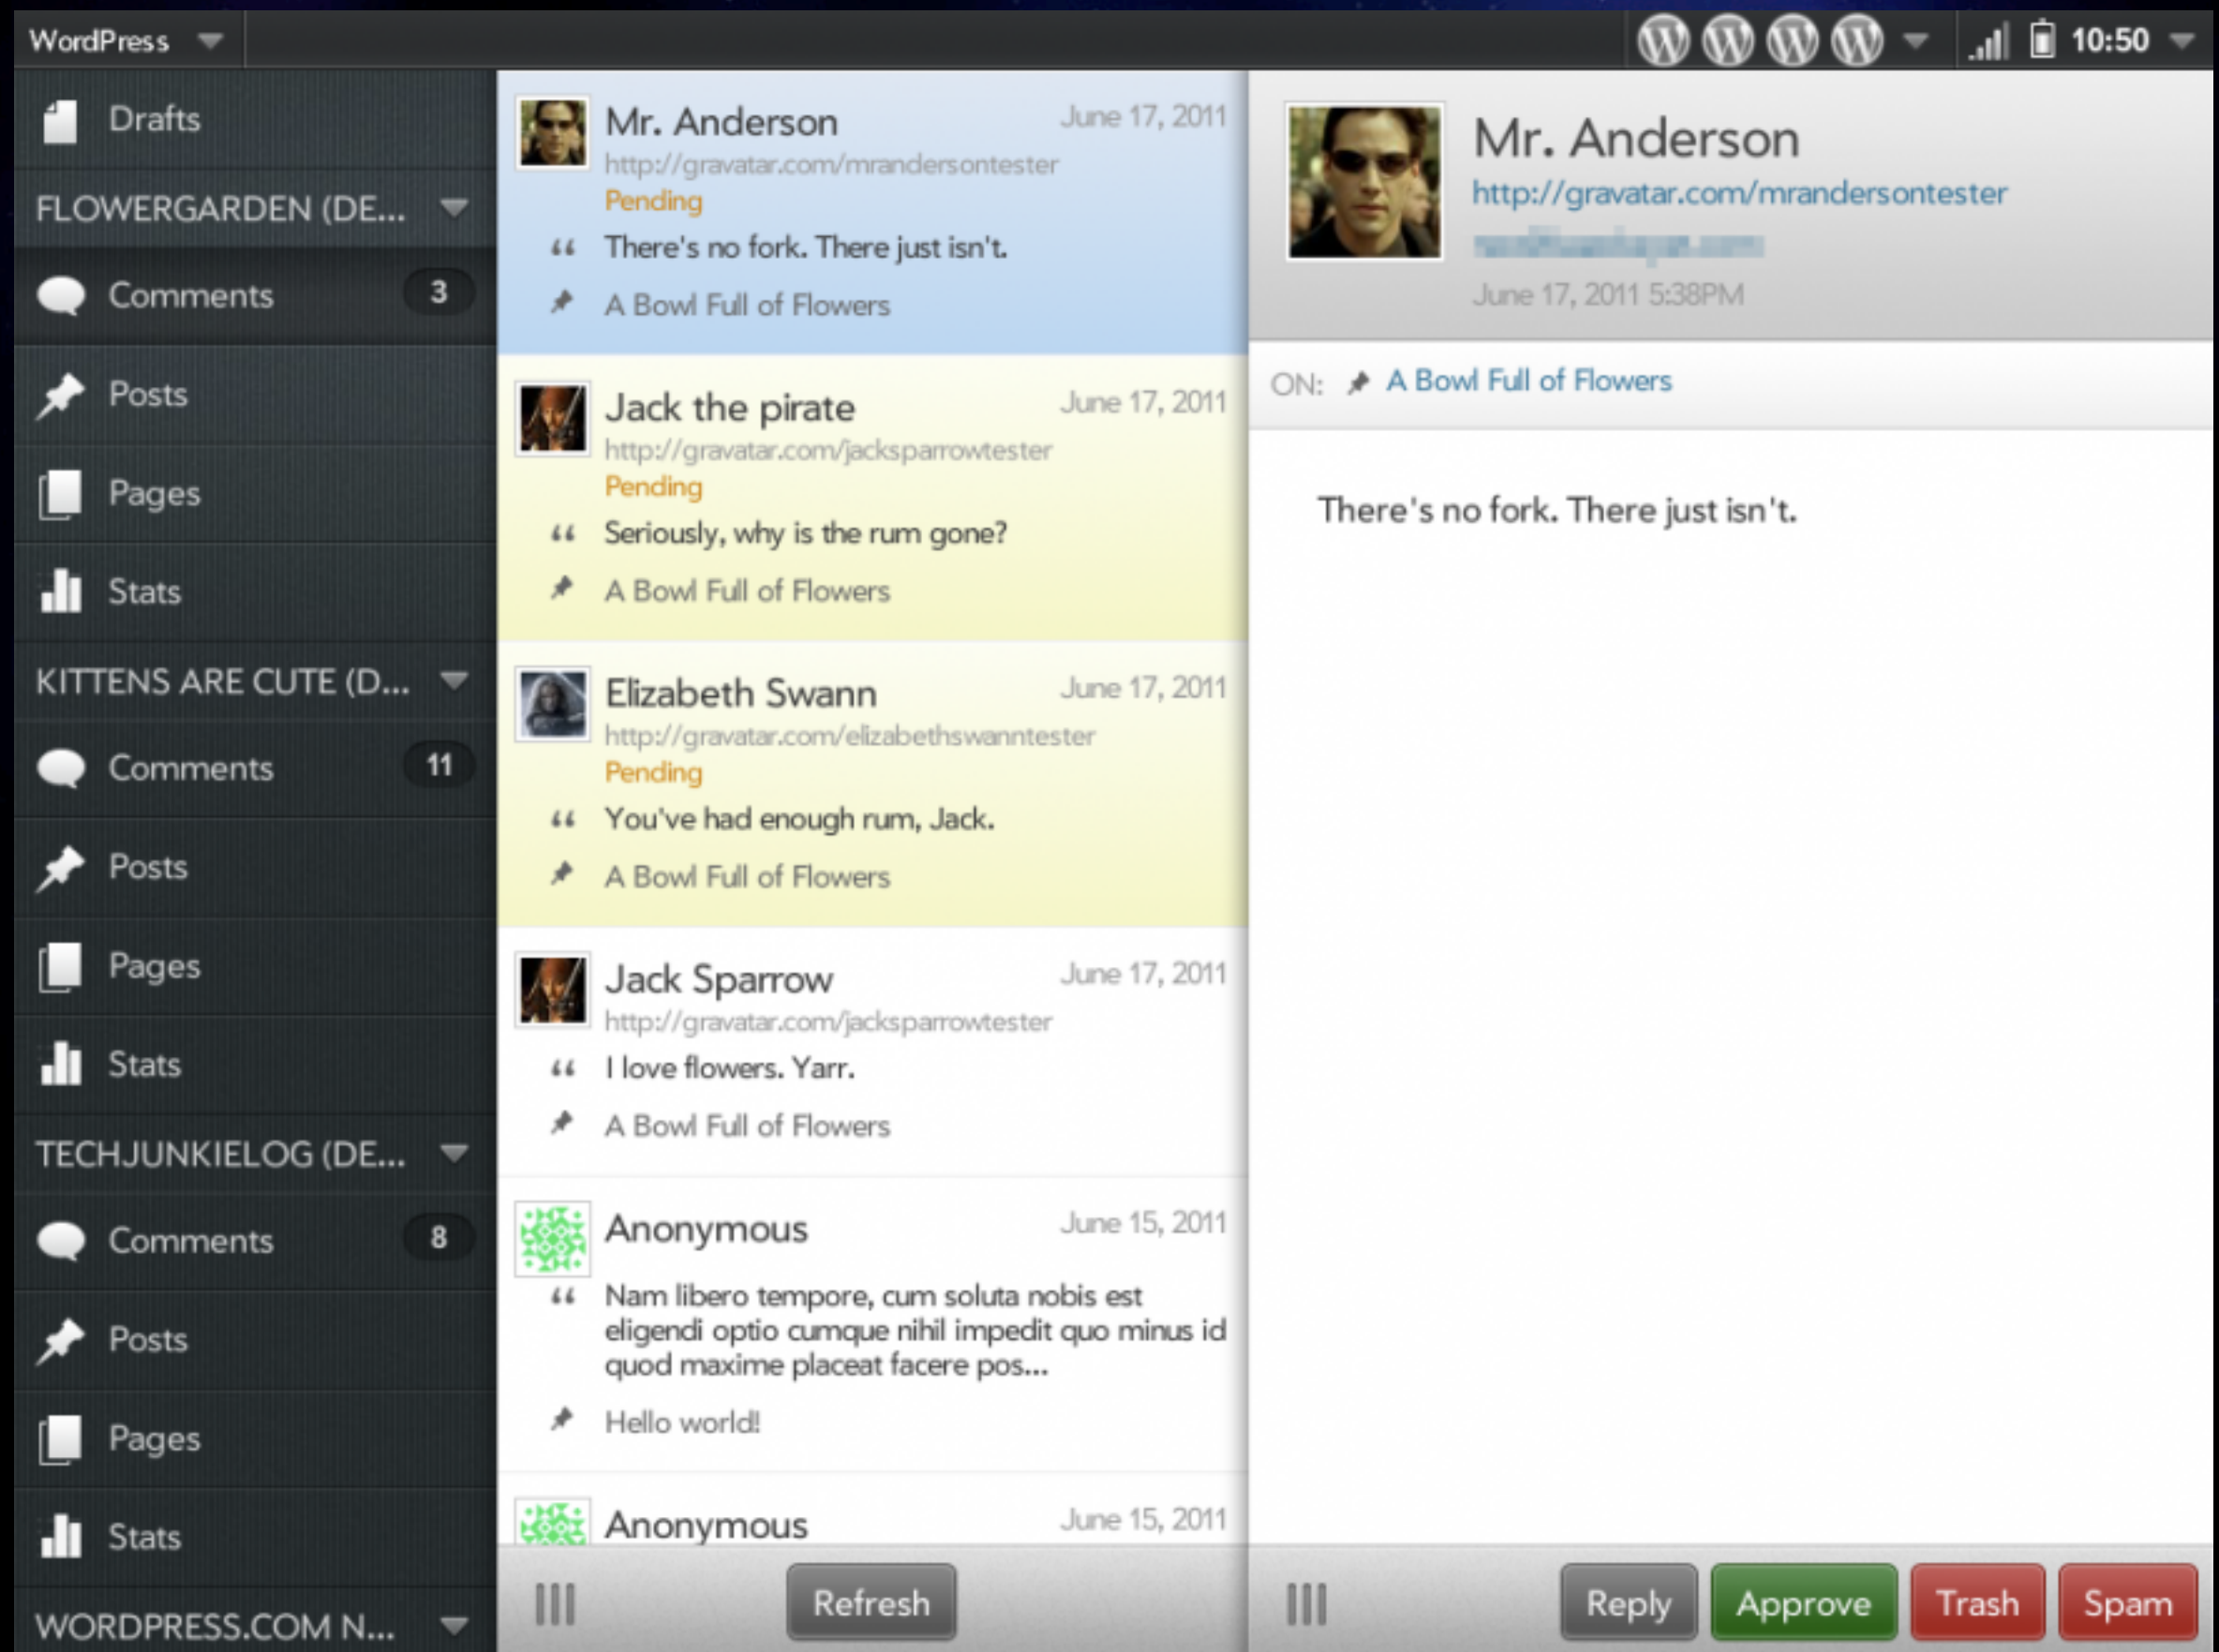 WordPress
10:50
Drafts
FLOWERGARDEN (DE...
Comments 3
Posts
Pages
Stats
KITTENS ARE CUTE (D...
Comments 11
Posts
Pages
Stats
TECHJUNKIELOG (DE...
Comments 8
Posts
Pages
Stats
WORDPRESS.COM N...
Mr. Anderson June 17, 2011
http://gravatar.com/mrandersontester
Pending
There's no fork. There just isn't.
A Bowl Full of Flowers
Jack the pirate June 17, 2011
http://gravatar.com/jacksparrowtester
Pending
Seriously, why is the rum gone?
A Bowl Full of Flowers
Elizabeth Swann June 17, 2011
http://gravatar.com/elizabethswanntester
Pending
You've had enough rum, Jack.
A Bowl Full of Flowers
Jack Sparrow June 17, 2011
http://gravatar.com/jacksparrowtester
I love flowers. Yarr.
A Bowl Full of Flowers
Anonymous June 15, 2011
Nam libero tempore, cum soluta nobis est
eligendi optio cumque nihil impedit quo minus id
quod maxime placeat facere pos...
Hello world!
Anonymous June 15, 2011
Refresh
Mr. Anderson
http://gravatar.com/mrandersontester
June 17, 2011 5:38PM
ON: A Bowl Full of Flowers
There's no fork. There just isn't.
Reply Approve Trash Spam